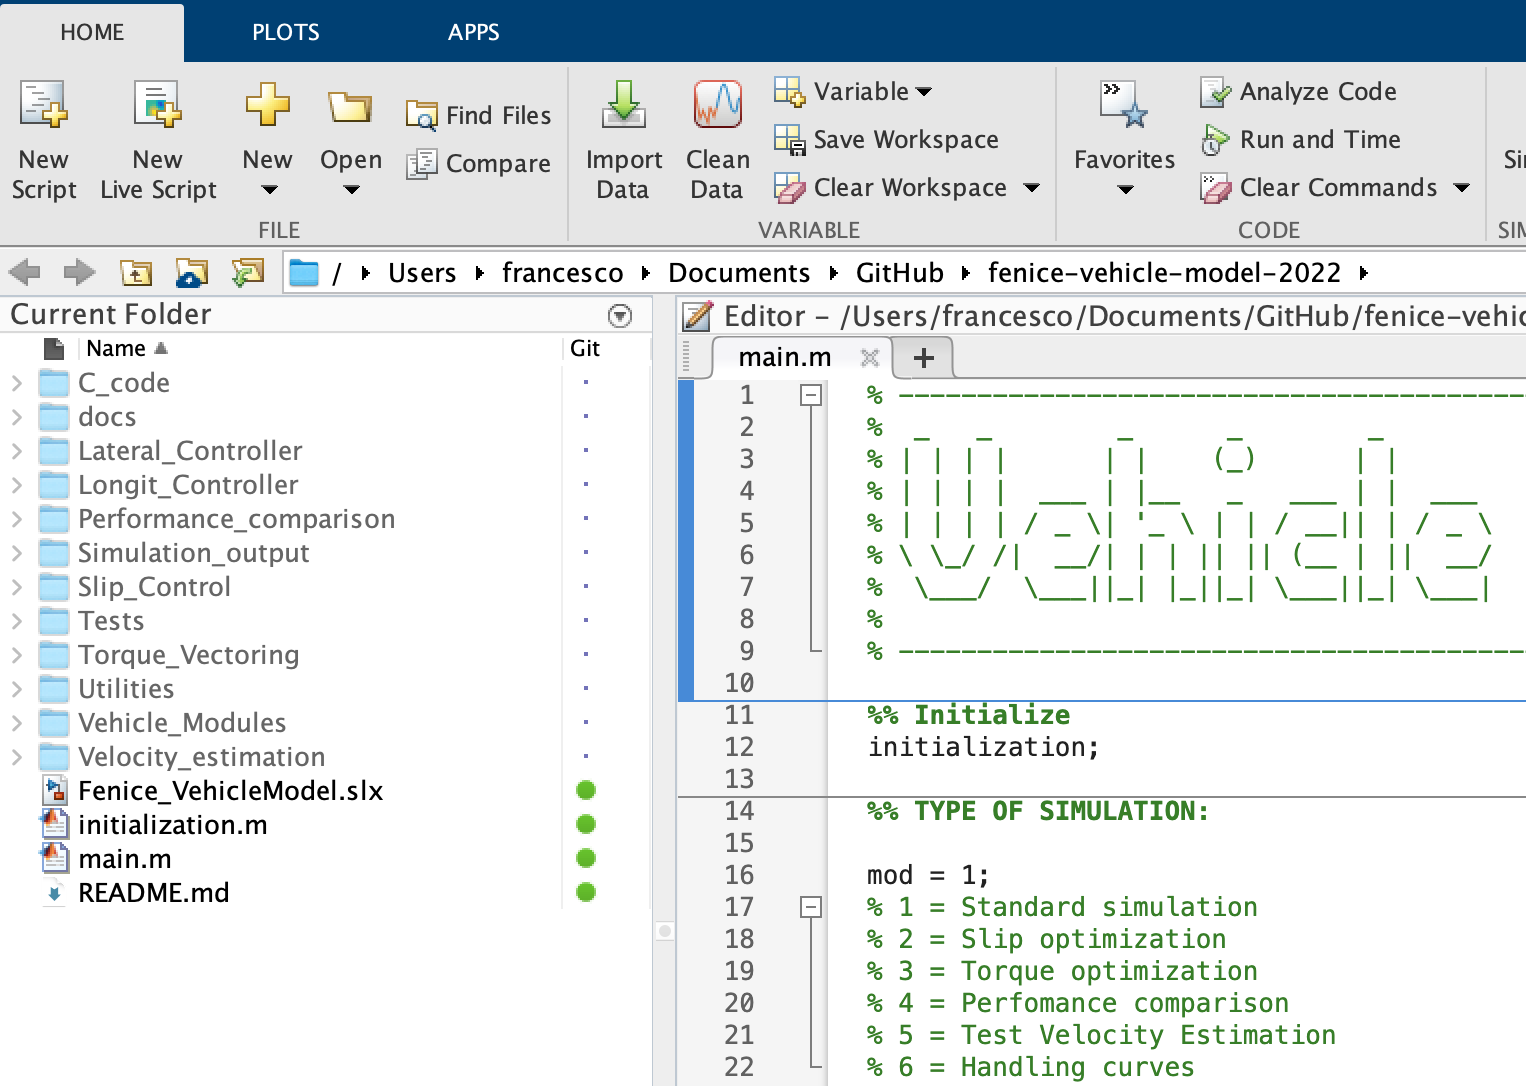 HOME PLOTS APPS
New Script
New Live Script
New
Open
Find Files
Compare
FILE
Import Data
Clean Data
Variable
Save Workspace
Clear Workspace
VARIABLE
Favorites
Analyze Code
Run and Time
Clear Commands
CODE
/ Users francesco Documents GitHub fenice-vehicle-model-2022
Current Folder
Name Git
C_code
docs
Lateral_Controller
Longit_Controller
Performance_comparison
Simulation_output
Slip_Control
Tests
Torque_Vectoring
Utilities
Vehicle_Modules
Velocity_estimation
Fenice_VehicleModel.slx
initialization.m
main.m
README.md
Editor - /Users/francesco/Documents/GitHub/fenice-vehic
main.m +
1 % ----------------------------------------
2 %
3 %
4 %
5 %
6 %
7 %
Vehicle
8 %
9 % ----------------------------------------
10
11 %% Initialize
12 initialization;
13
14 %% TYPE OF SIMULATION:
15
16 mod = 1;
17 % 1 = Standard simulation
18 % 2 = Slip optimization
19 % 3 = Torque optimization
20 % 4 = Perfomance comparison
21 % 5 = Test Velocity Estimation
22 % 6 = Handling curves